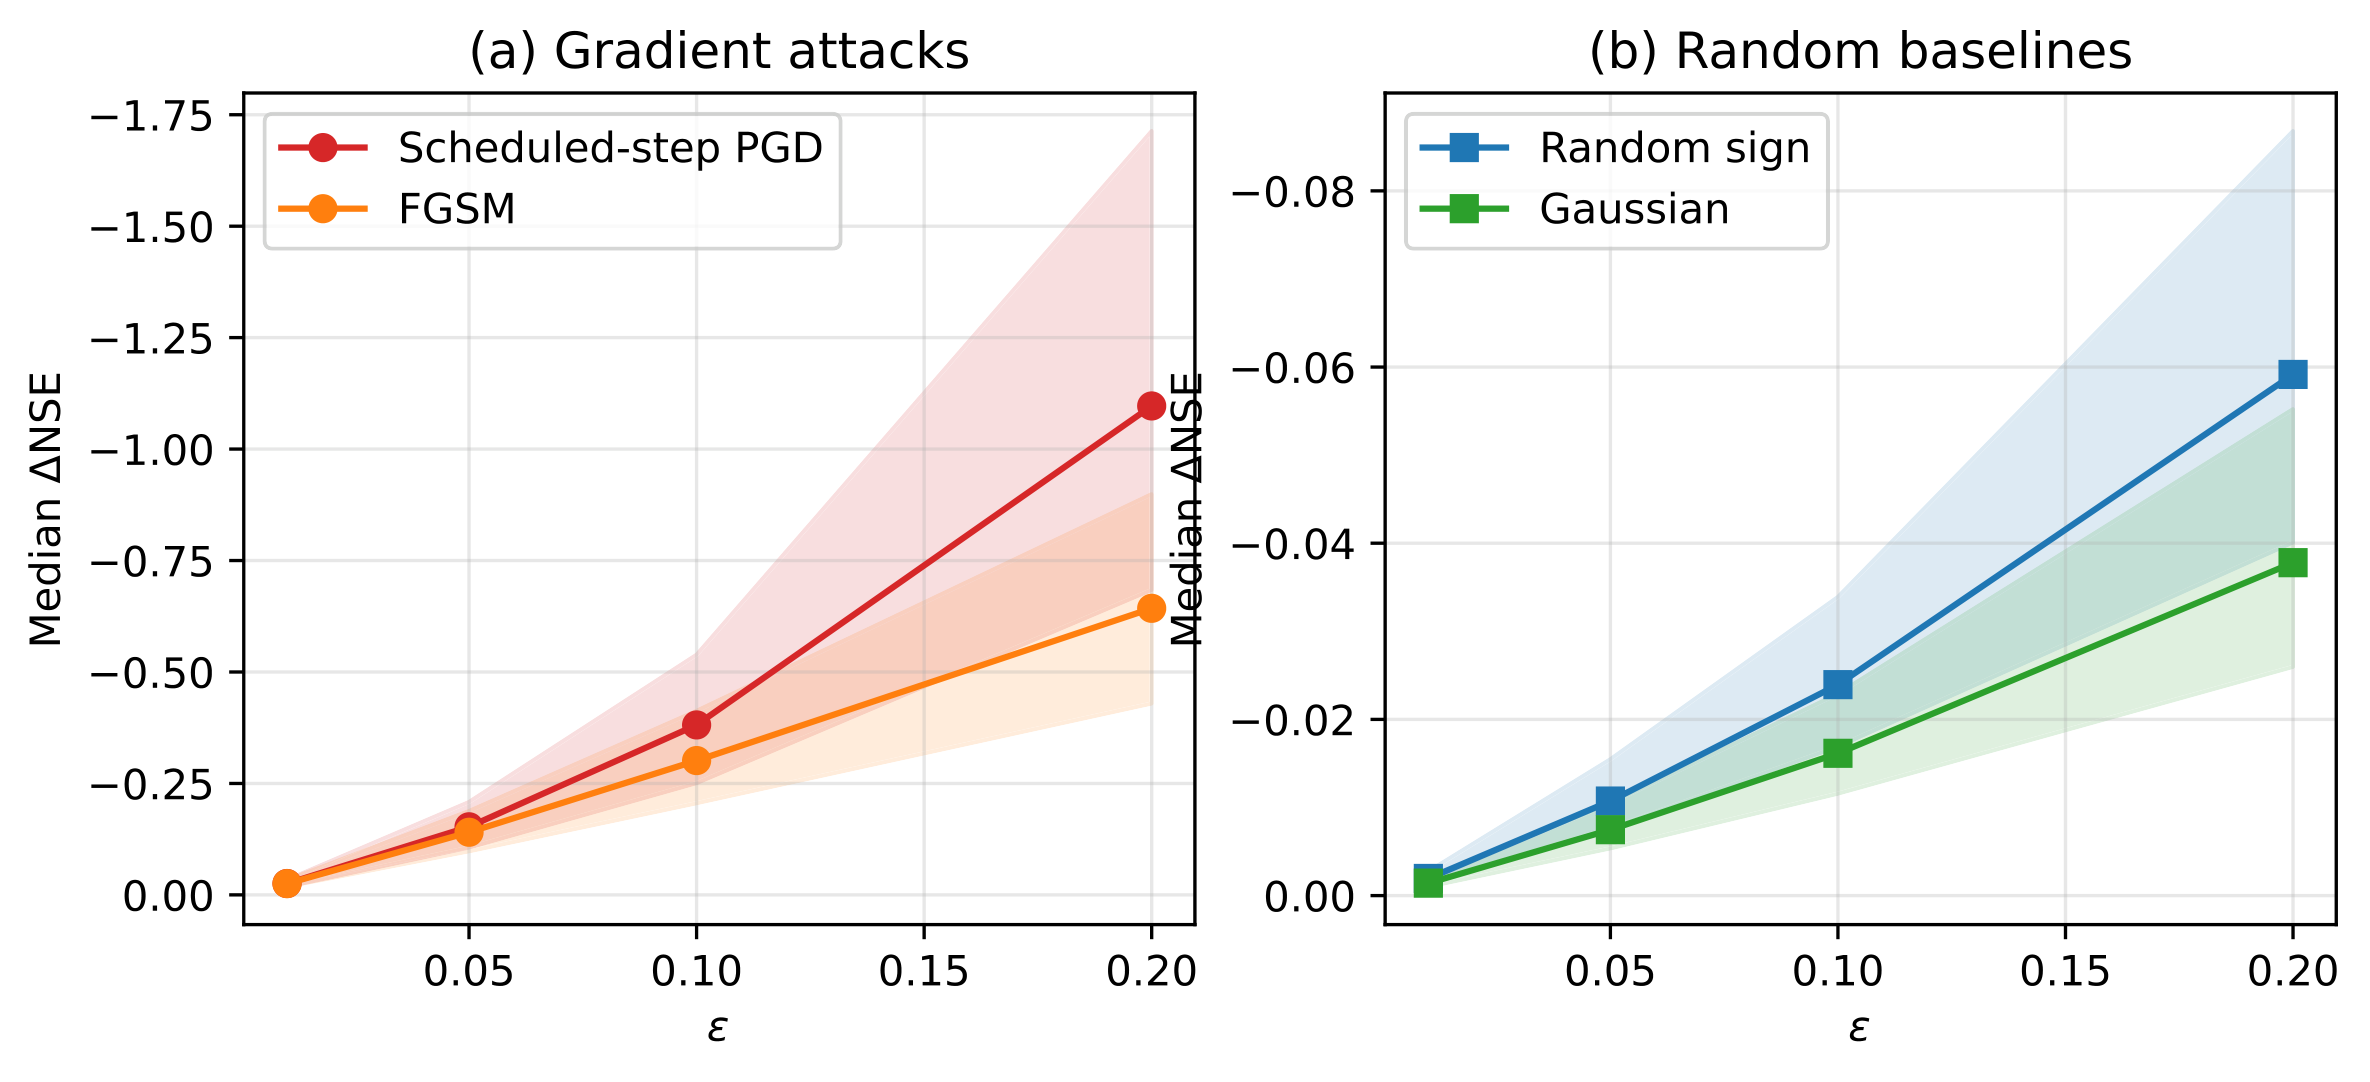 (a) Gradient attacks
Scheduled-step PGD
FGSM
Median ΔNSE
−1.75
−1.50
−1.25
−1.00
−0.75
−0.50
−0.25
0.00
0.05
0.10
0.15
0.20
ε
(b) Random baselines
Random sign
Gaussian
Median ΔNSE
−0.08
−0.06
−0.04
−0.02
0.00
0.05
0.10
0.15
0.20
ε